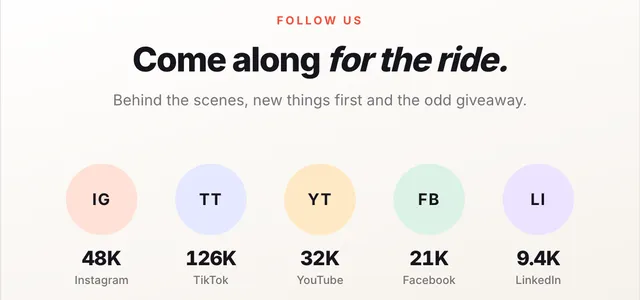 FOLLOW US
Come along for the ride.
Behind the scenes, new things first and the odd giveaway.
IG TT YT FB LI
48K 126K 32K 21K 9.4K
Instagram TikTok YouTube Facebook LinkedIn